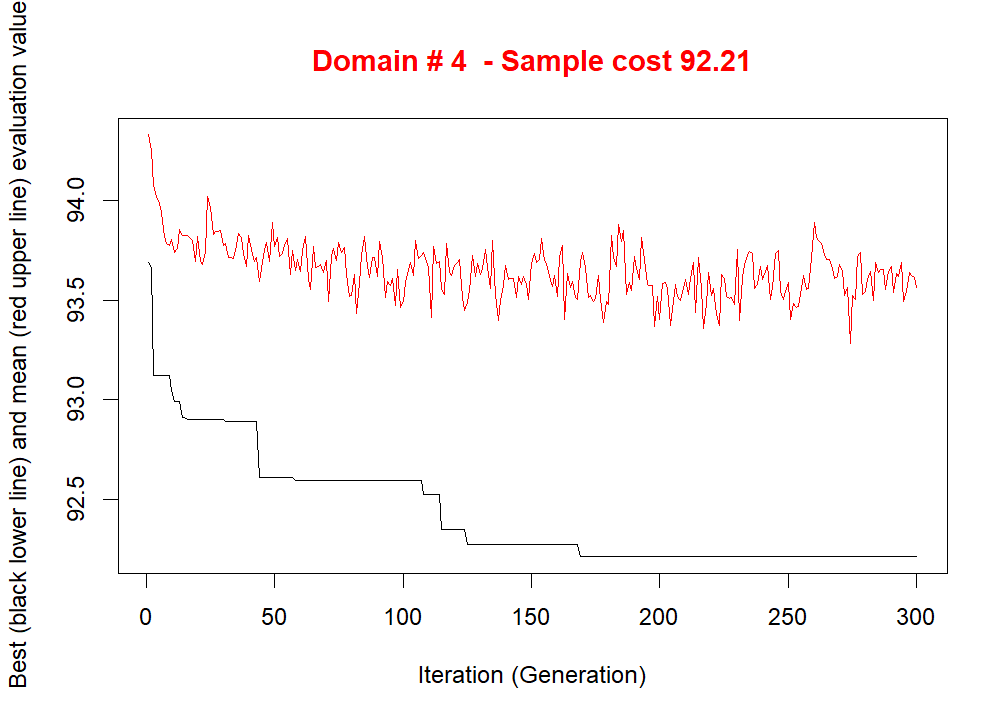 Domain # 4  - Sample cost 92.21
Best (black lower line) and mean (red upper line) evaluation value
94.0
93.5
93.0
92.5
0 50 100 150 200 250 300
Iteration (Generation)